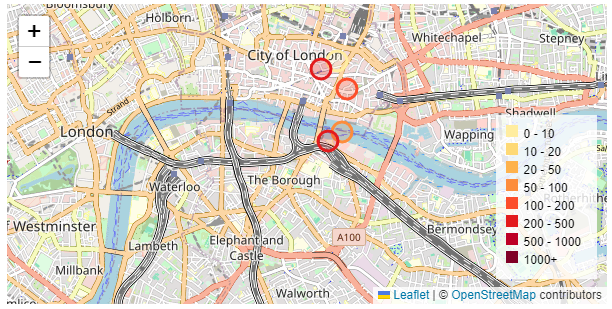 Bloomsbury
Holborn
Whitechapel
Stepney
+
−
City of London
Strand
Shadwell
London
Wapping
Waterloo
The Borough
Westminster
Lambeth
Elephant and
Castle
A100
Bermondsey
Millbank
Walworth
0 - 10
10 - 20
20 - 50
50 - 100
100 - 200
200 - 500
500 - 1000
1000+
Leaflet | © OpenStreetMap contributors